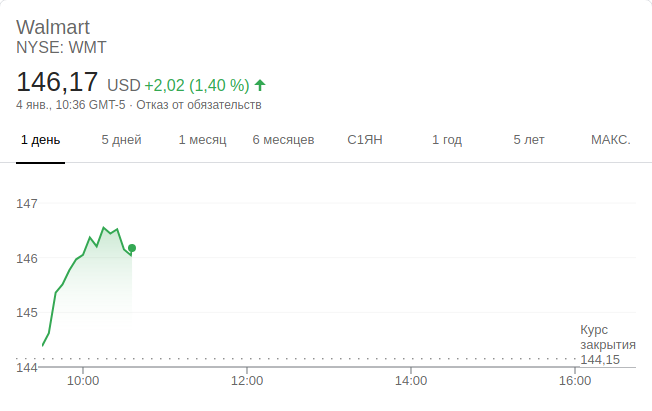 Walmart
NYSE: WMT
146,17 USD +2,02 (1,40 %)
4 янв., 10:36 GMT-5 · Отказ от обязательств
1 день 5 дней 1 месяц 6 месяцев С1ЯН 1 год 5 лет МАКС.
147
146
145
Курс
закрытия
144,15
144
10:00 12:00 14:00 16:00